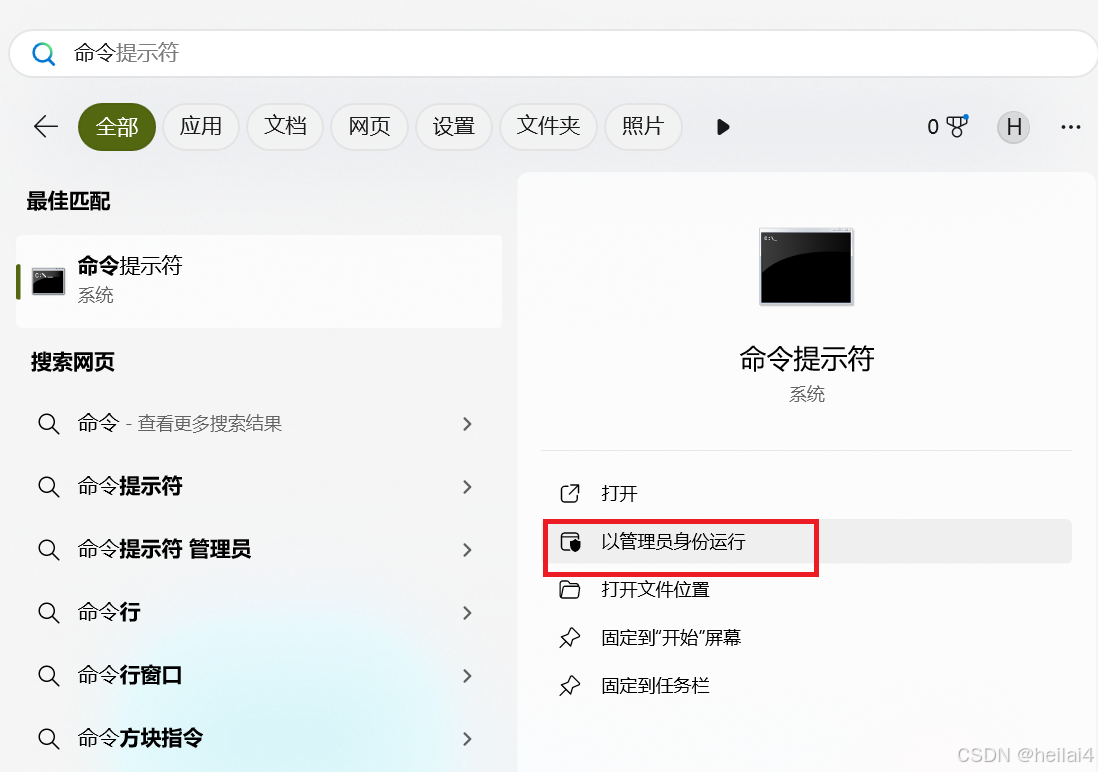 命令提示符
全部 应用 文档 网页 设置 文件夹 照片 0 H
最佳匹配
命令提示符
系统
搜索网页
命令 - 查看更多搜索结果
命令提示符
命令提示符 管理员
命令行
命令行窗口
命令方块指令
C:\_
命令提示符
系统
打开
以管理员身份运行
打开文件位置
固定到“开始”屏幕
固定到任务栏
CSDN @heilai4